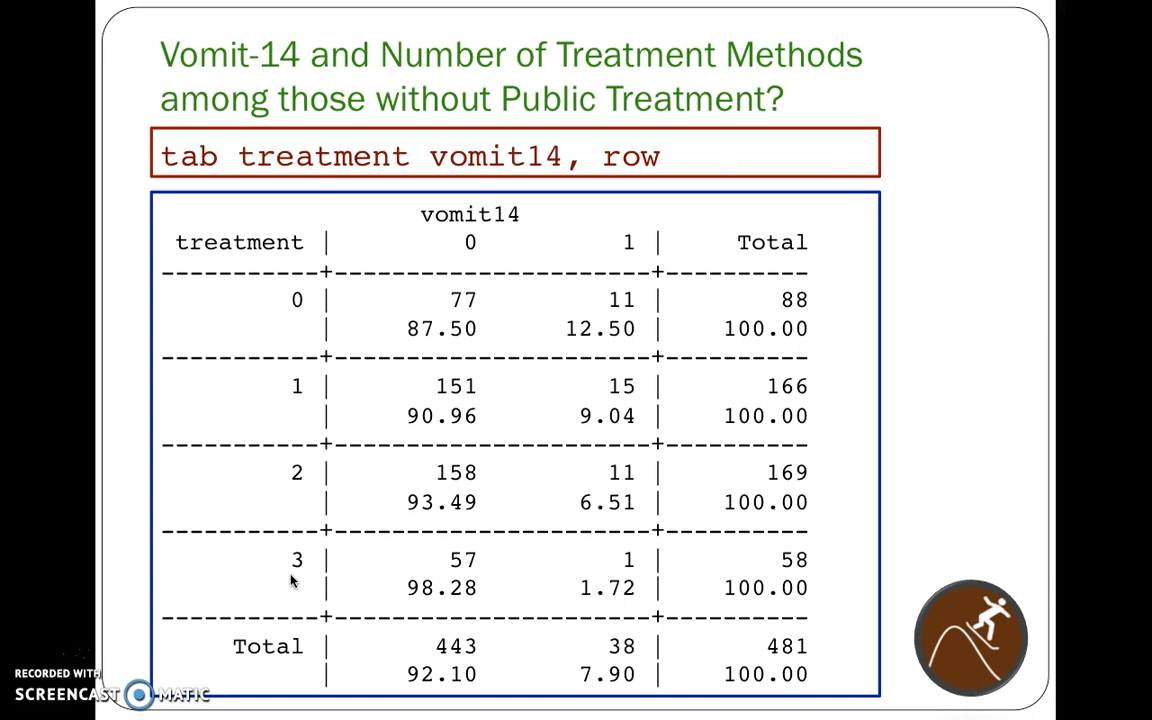 Vomit-14 and Number of Treatment Methods
among those without Public Treatment?
tab treatment vomit14, row
vomit14
treatment | 0 1 | Total
-----------+----------------------+----------
0 | 77 11 | 88
| 87.50 12.50 | 100.00
-----------+----------------------+----------
1 | 151 15 | 166
| 90.96 9.04 | 100.00
-----------+----------------------+----------
2 | 158 11 | 169
| 93.49 6.51 | 100.00
-----------+----------------------+----------
3 | 57 1 | 58
| 98.28 1.72 | 100.00
-----------+----------------------+----------
Total | 443 38 | 481
| 92.10 7.90 | 100.00
RECORDED WITH
SCREENCAST MATIC